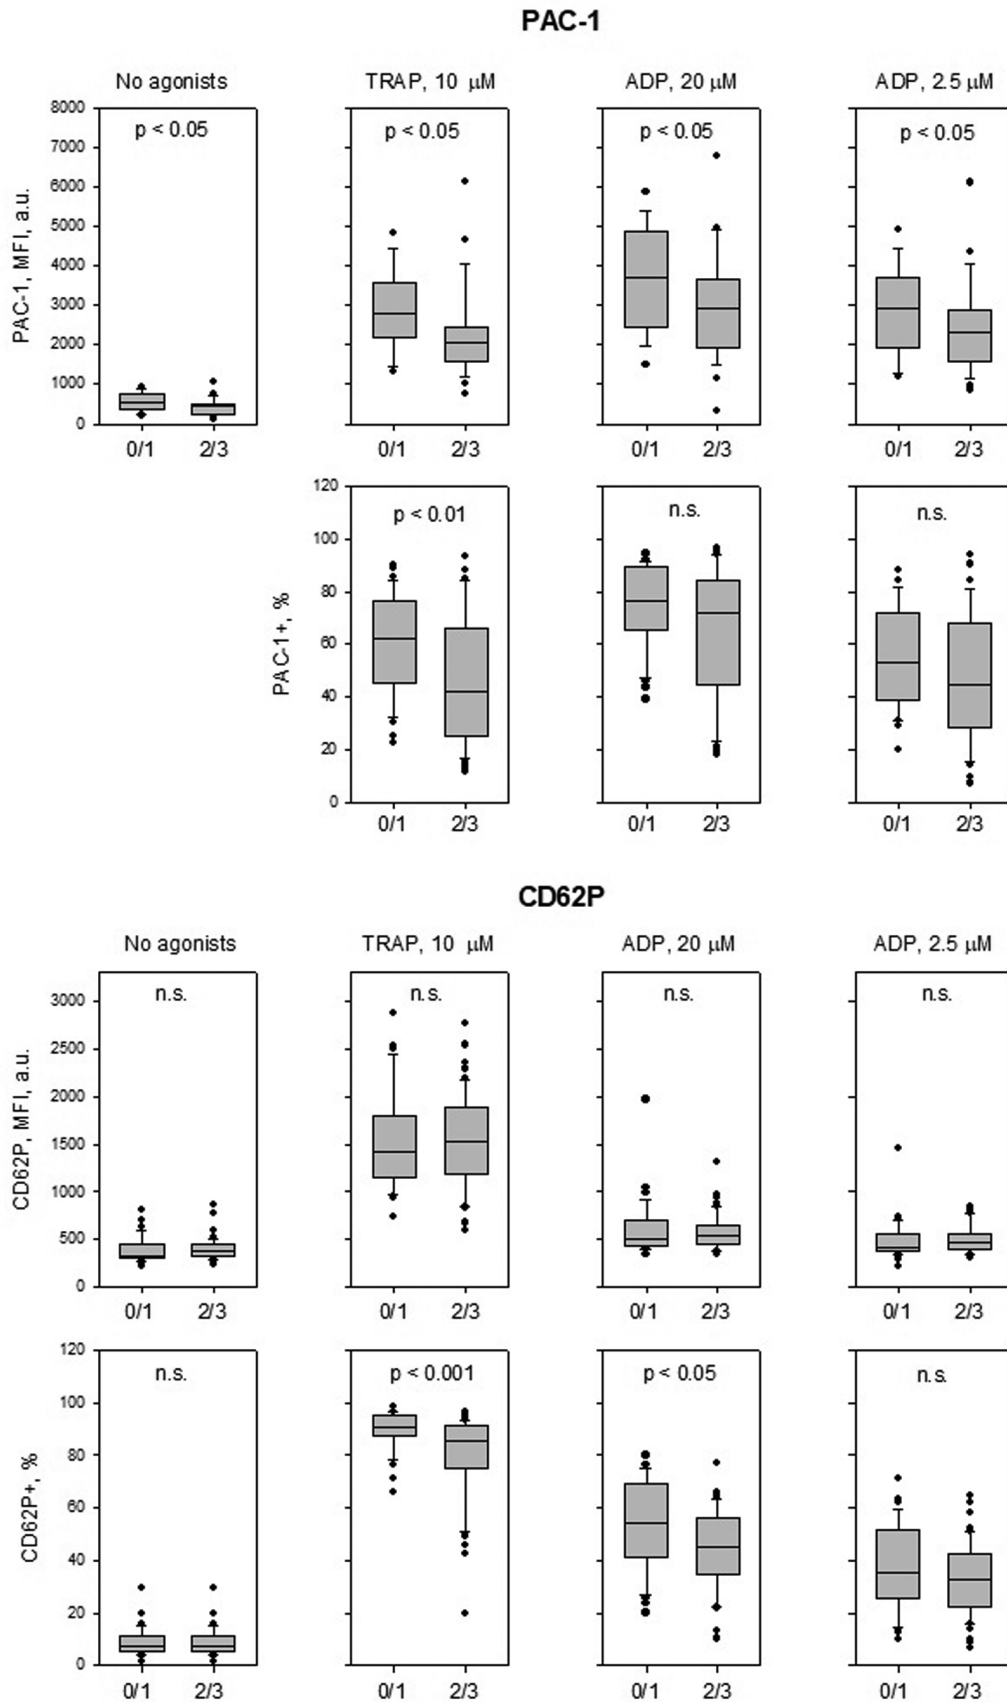 PAC-1
No agonists
TRAP, 10 μM
ADP, 20 μM
ADP, 2.5 μM
PAC-1, MFI, a.u.
8000
7000
6000
5000
4000
3000
2000
1000
0
p < 0.05
p < 0.05
p < 0.05
p < 0.05
0/1 2/3
0/1 2/3
0/1 2/3
0/1 2/3
PAC-1+, %
120
100
80
60
40
20
0
p < 0.01
n.s.
n.s.
0/1 2/3
0/1 2/3
0/1 2/3
CD62P
No agonists
TRAP, 10 μM
ADP, 20 μM
ADP, 2.5 μM
CD62P, MFI, a.u.
3000
2500
2000
1500
1000
500
0
n.s.
n.s.
n.s.
n.s.
0/1 2/3
0/1 2/3
0/1 2/3
0/1 2/3
CD62P+, %
120
100
80
60
40
20
0
n.s.
p < 0.001
p < 0.05
n.s.
0/1 2/3
0/1 2/3
0/1 2/3
0/1 2/3